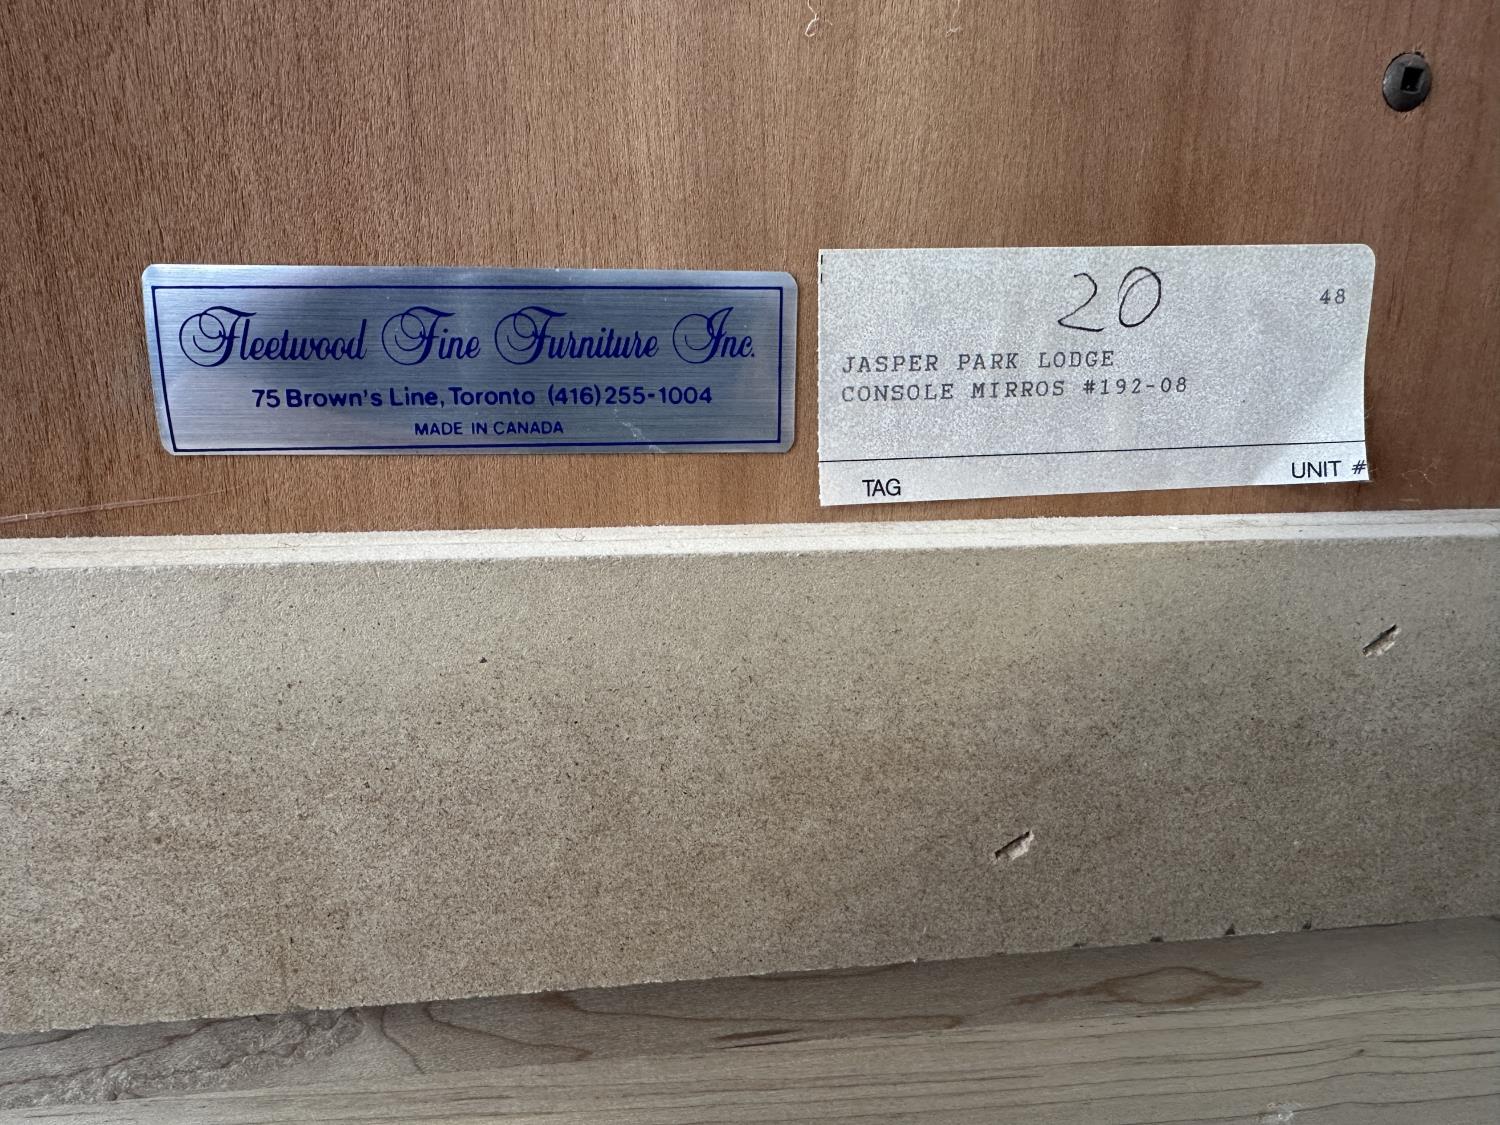 Fleetwood Fine Furniture Inc.
75 Brown's Line, Toronto (416) 255-1004
MADE IN CANADA
20
48
JASPER PARK LODGE
CONSOLE MIRROS #192-08
TAG
UNIT #